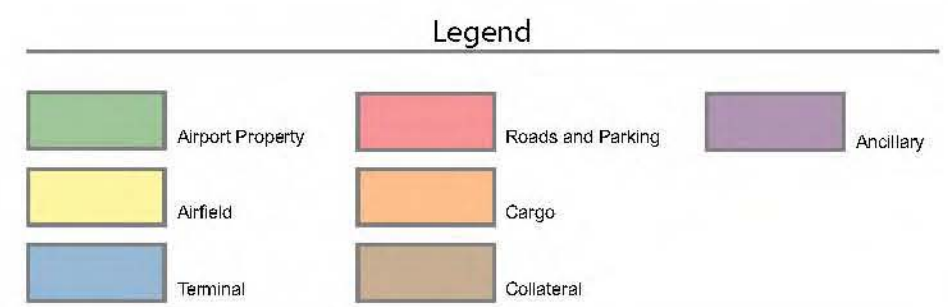 Legend
Airport Property
Roads and Parking
Ancillary
Airfield
Cargo
Terminal
Collateral